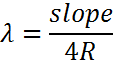 λ = slope / 4R